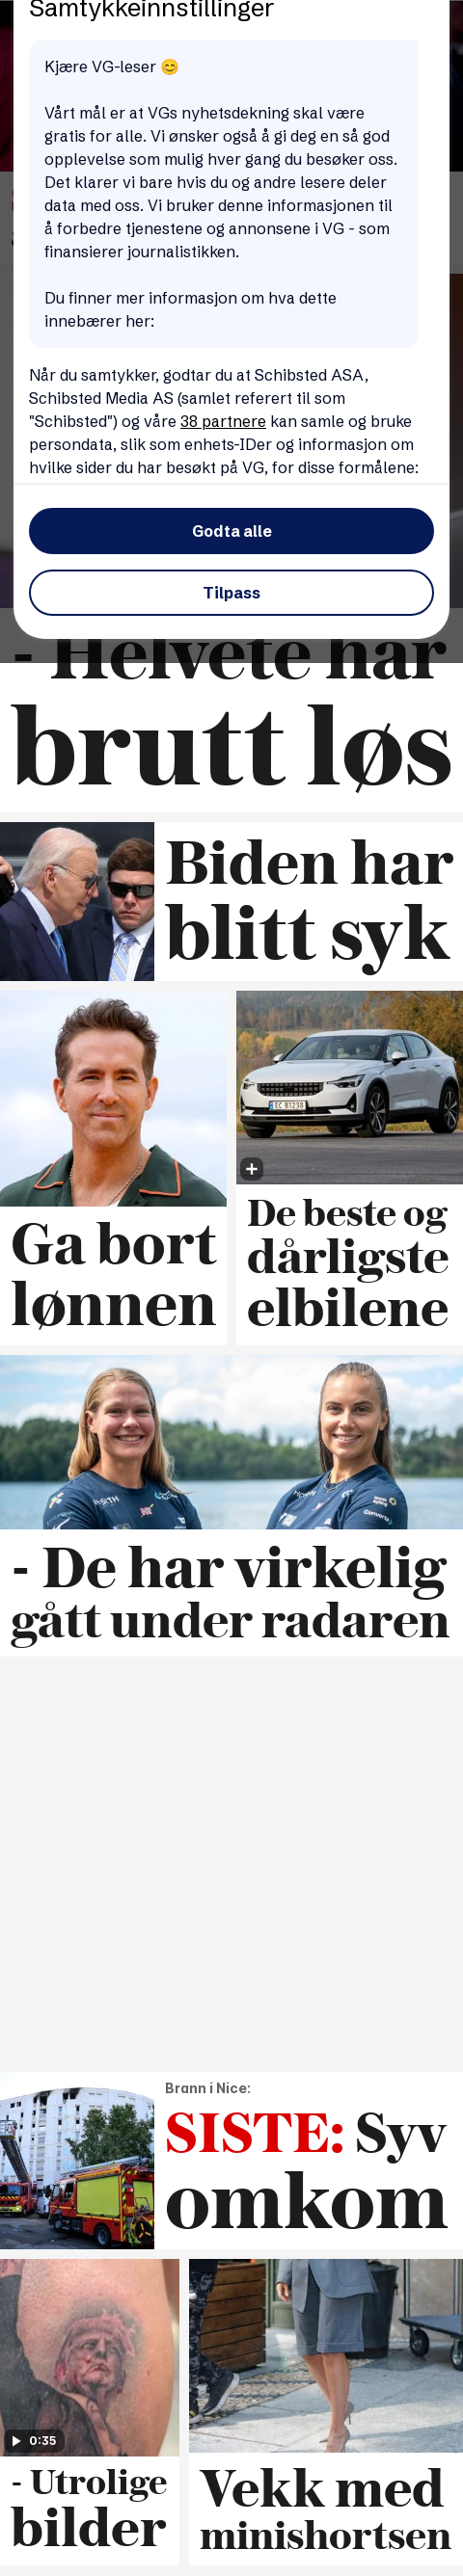 Samtykkeinnstillinger
Kjære VG-leser 😊
Vårt mål er at VGs nyhetsdekning skal være
gratis for alle. Vi ønsker også å gi deg en så god
opplevelse som mulig hver gang du besøker oss.
Det klarer vi bare hvis du og andre lesere deler
data med oss. Vi bruker denne informasjonen til
å forbedre tjenestene og annonsene i VG - som
finansierer journalistikken.
Du finner mer informasjon om hva dette
innebærer her:
Når du samtykker, godtar du at Schibsted ASA,
Schibsted Media AS (samlet referert til som
"Schibsted") og våre 38 partnere kan samle og bruke
persondata, slik som enhets-IDer og informasjon om
hvilke sider du har besøkt på VG, for disse formålene:
Godta alle
Tilpass
- Helvete har
brutt løs
Biden har
blitt syk
EC 81238
Ga bort
lønnen
De beste og
dårligste
elbilene
- De har virkelig
gått under radaren
Brann i Nice:
SISTE: Syv
omkom
0:35
- Utrolige
bilder
Vekk med
minishortsen